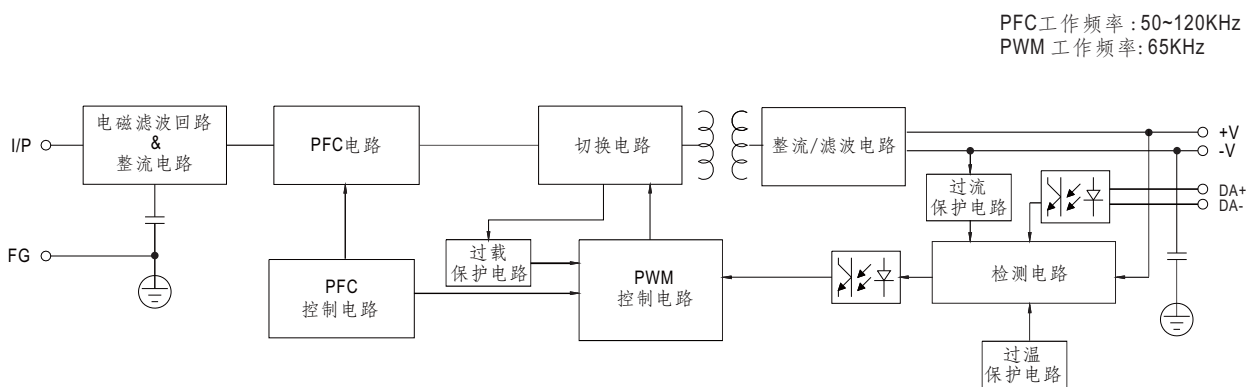 PFC工作频率:50~120KHz
PWM 工作频率:65KHz
电磁滤波回路
&
整流电路
I/P
PFC电路
切换电路
整流/滤波电路
+V
-V
DA+
DA-
过流
保护电路
FG
过载
保护电路
PFC
控制电路
PWM
控制电路
检测电路
过温
保护电路